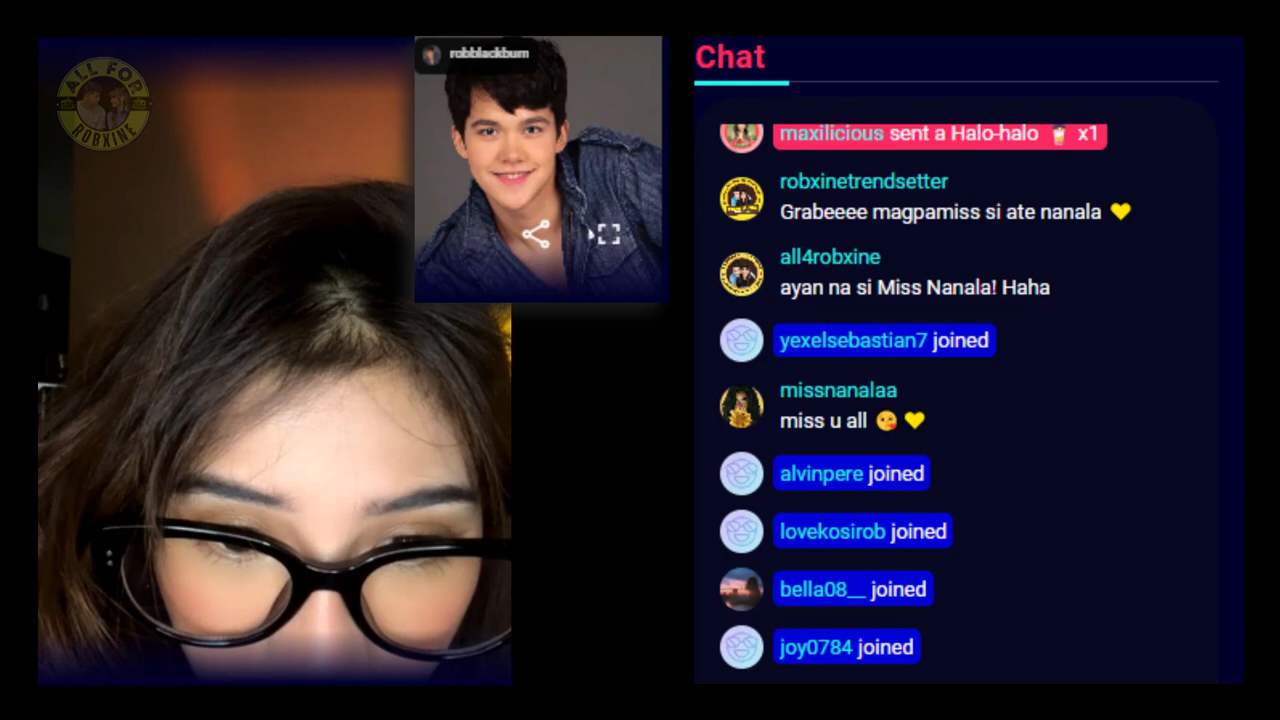 ALL FOR
ROBXINE
robblackburn
Chat
maxilicious sent a Halo-halo x1
robxinetrendsetter
Grabeeee magpamiss si ate nanala
all4robxine
ayan na si Miss Nanala! Haha
yexelsebastian7 joined
missnanalaa
miss u all
alvinpere joined
lovekosirob joined
bella08__ joined
joy0784 joined